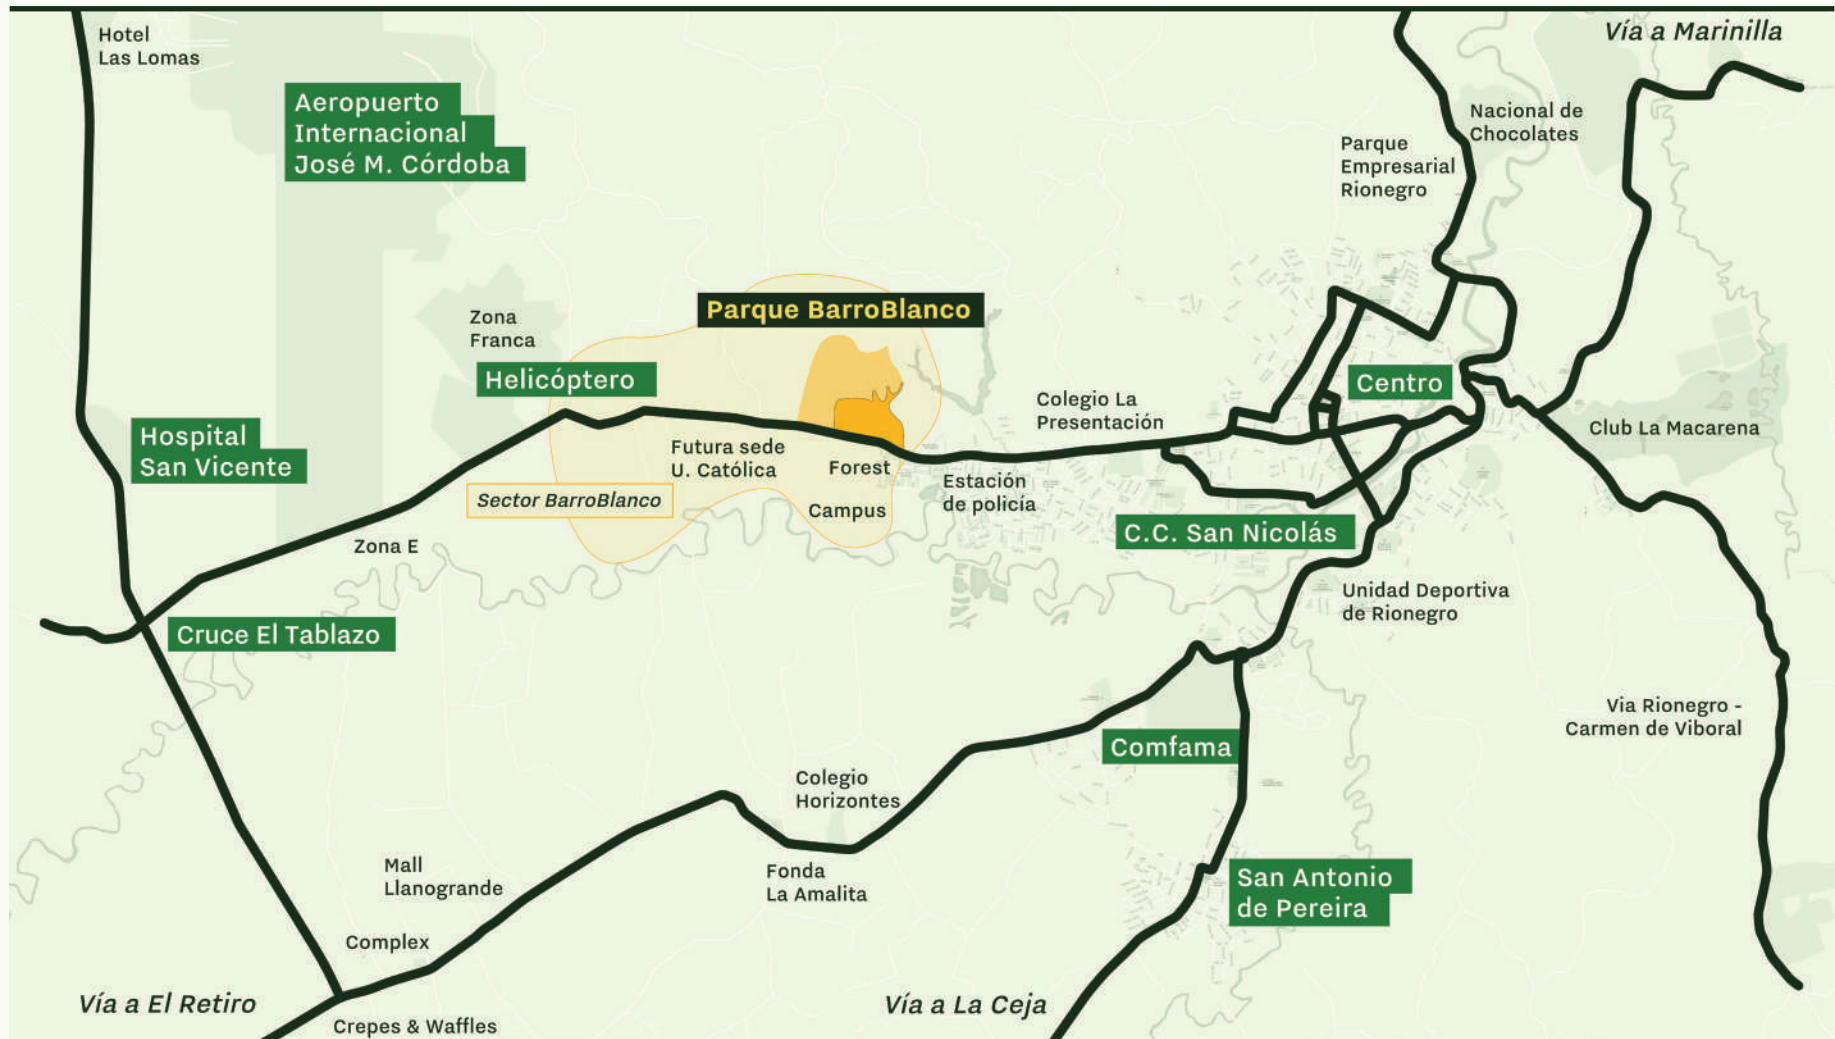 Hotel
Las Lomas
Vía a Marinilla
Aeropuerto
Internacional
José M. Córdoba
Nacional de
Chocolates
Parque
Empresarial
Rionegro
Zona
Franca
Parque BarroBlanco
Helicóptero
Centro
Colegio La
Presentación
Club La Macarena
Hospital
San Vicente
Futura sede
U. Católica
Forest
Sector BarroBlanco
Campus
Estación
de policía
C.C. San Nicolás
Zona E
Unidad Deportiva
de Rionegro
Cruce El Tablazo
Via Rionegro -
Carmen de Viboral
Comfama
Colegio
Horizontes
Mall
Llanogrande
Fonda
La Amalita
San Antonio
de Pereira
Complex
Vía a El Retiro
Vía a La Ceja
Crepes & Waffles